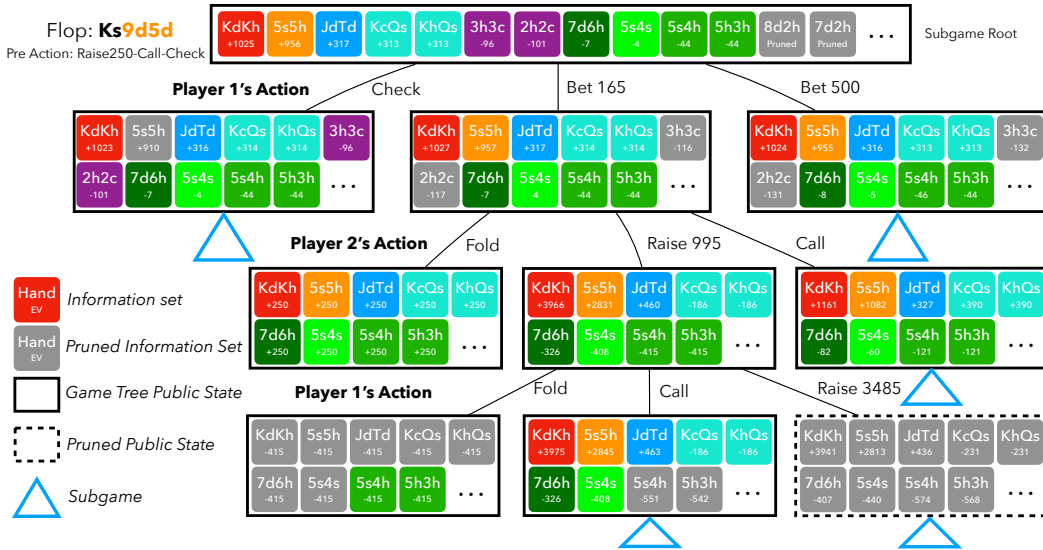 Flop: Ks9d5d
Pre Action: Raise250-Call-Check
KdKh 5s5h JdTd KcQs KhQs 3h3c 2h2c 7d6h 5s4s 5s4h 5h3h 8d2h 7d2h ...
+1025 +956 +317 +313 +313 -96 -101 -7 -4 -44 -44 Pruned Pruned
Subgame Root
Player 1's Action
Check
Bet 165
Bet 500
KdKh 5s5h JdTd KcQs KhQs 3h3c
+1023 +910 +316 +314 +314 -96
2h2c 7d6h 5s4s 5s4h 5h3h ...
-101 -7 -4 -44 -44
KdKh 5s5h JdTd KcQs KhQs 3h3c
+1027 +957 +317 +314 +314 -116
2h2c 7d6h 5s4s 5s4h 5h3h ...
-117 -7 -4 -44 -44
KdKh 5s5h JdTd KcQs KhQs 3h3c
+1024 +955 +316 +313 +313 -132
2h2c 7d6h 5s4s 5s4h 5h3h ...
-131 -8 -5 -46 -44
Player 2's Action
Fold
Raise 995
Call
KdKh 5s5h JdTd KcQs KhQs
+250 +250 +250 +250 +250
7d6h 5s4s 5s4h 5h3h ...
+250 +250 +250 +250
KdKh 5s5h JdTd KcQs KhQs
+3966 +2831 +460 -186 -186
7d6h 5s4s 5s4h 5h3h ...
-326 -408 -415 -415
KdKh 5s5h JdTd KcQs KhQs
+1161 +1082 +327 +390 +390
7d6h 5s4s 5s4h 5h3h ...
-82 -60 -121 -121
Player 1's Action
Fold
Call
Raise 3485
KdKh 5s5h JdTd KcQs KhQs
-415 -415 -415 -415 -415
7d6h 5s4s 5s4h 5h3h ...
-415 -415 -415 -415
KdKh 5s5h JdTd KcQs KhQs
+3975 +2845 +463 -186 -186
7d6h 5s4s 5s4h 5h3h ...
-326 -408 -551 -542
KdKh 5s5h JdTd KcQs KhQs
+3941 +2813 +436 -231 -231
7d6h 5s4s 5s4h 5h3h ...
-407 -440 -574 -568
Hand
EV
Information set
Hand
EV
Pruned Information Set
Game Tree Public State
Pruned Public State
Subgame